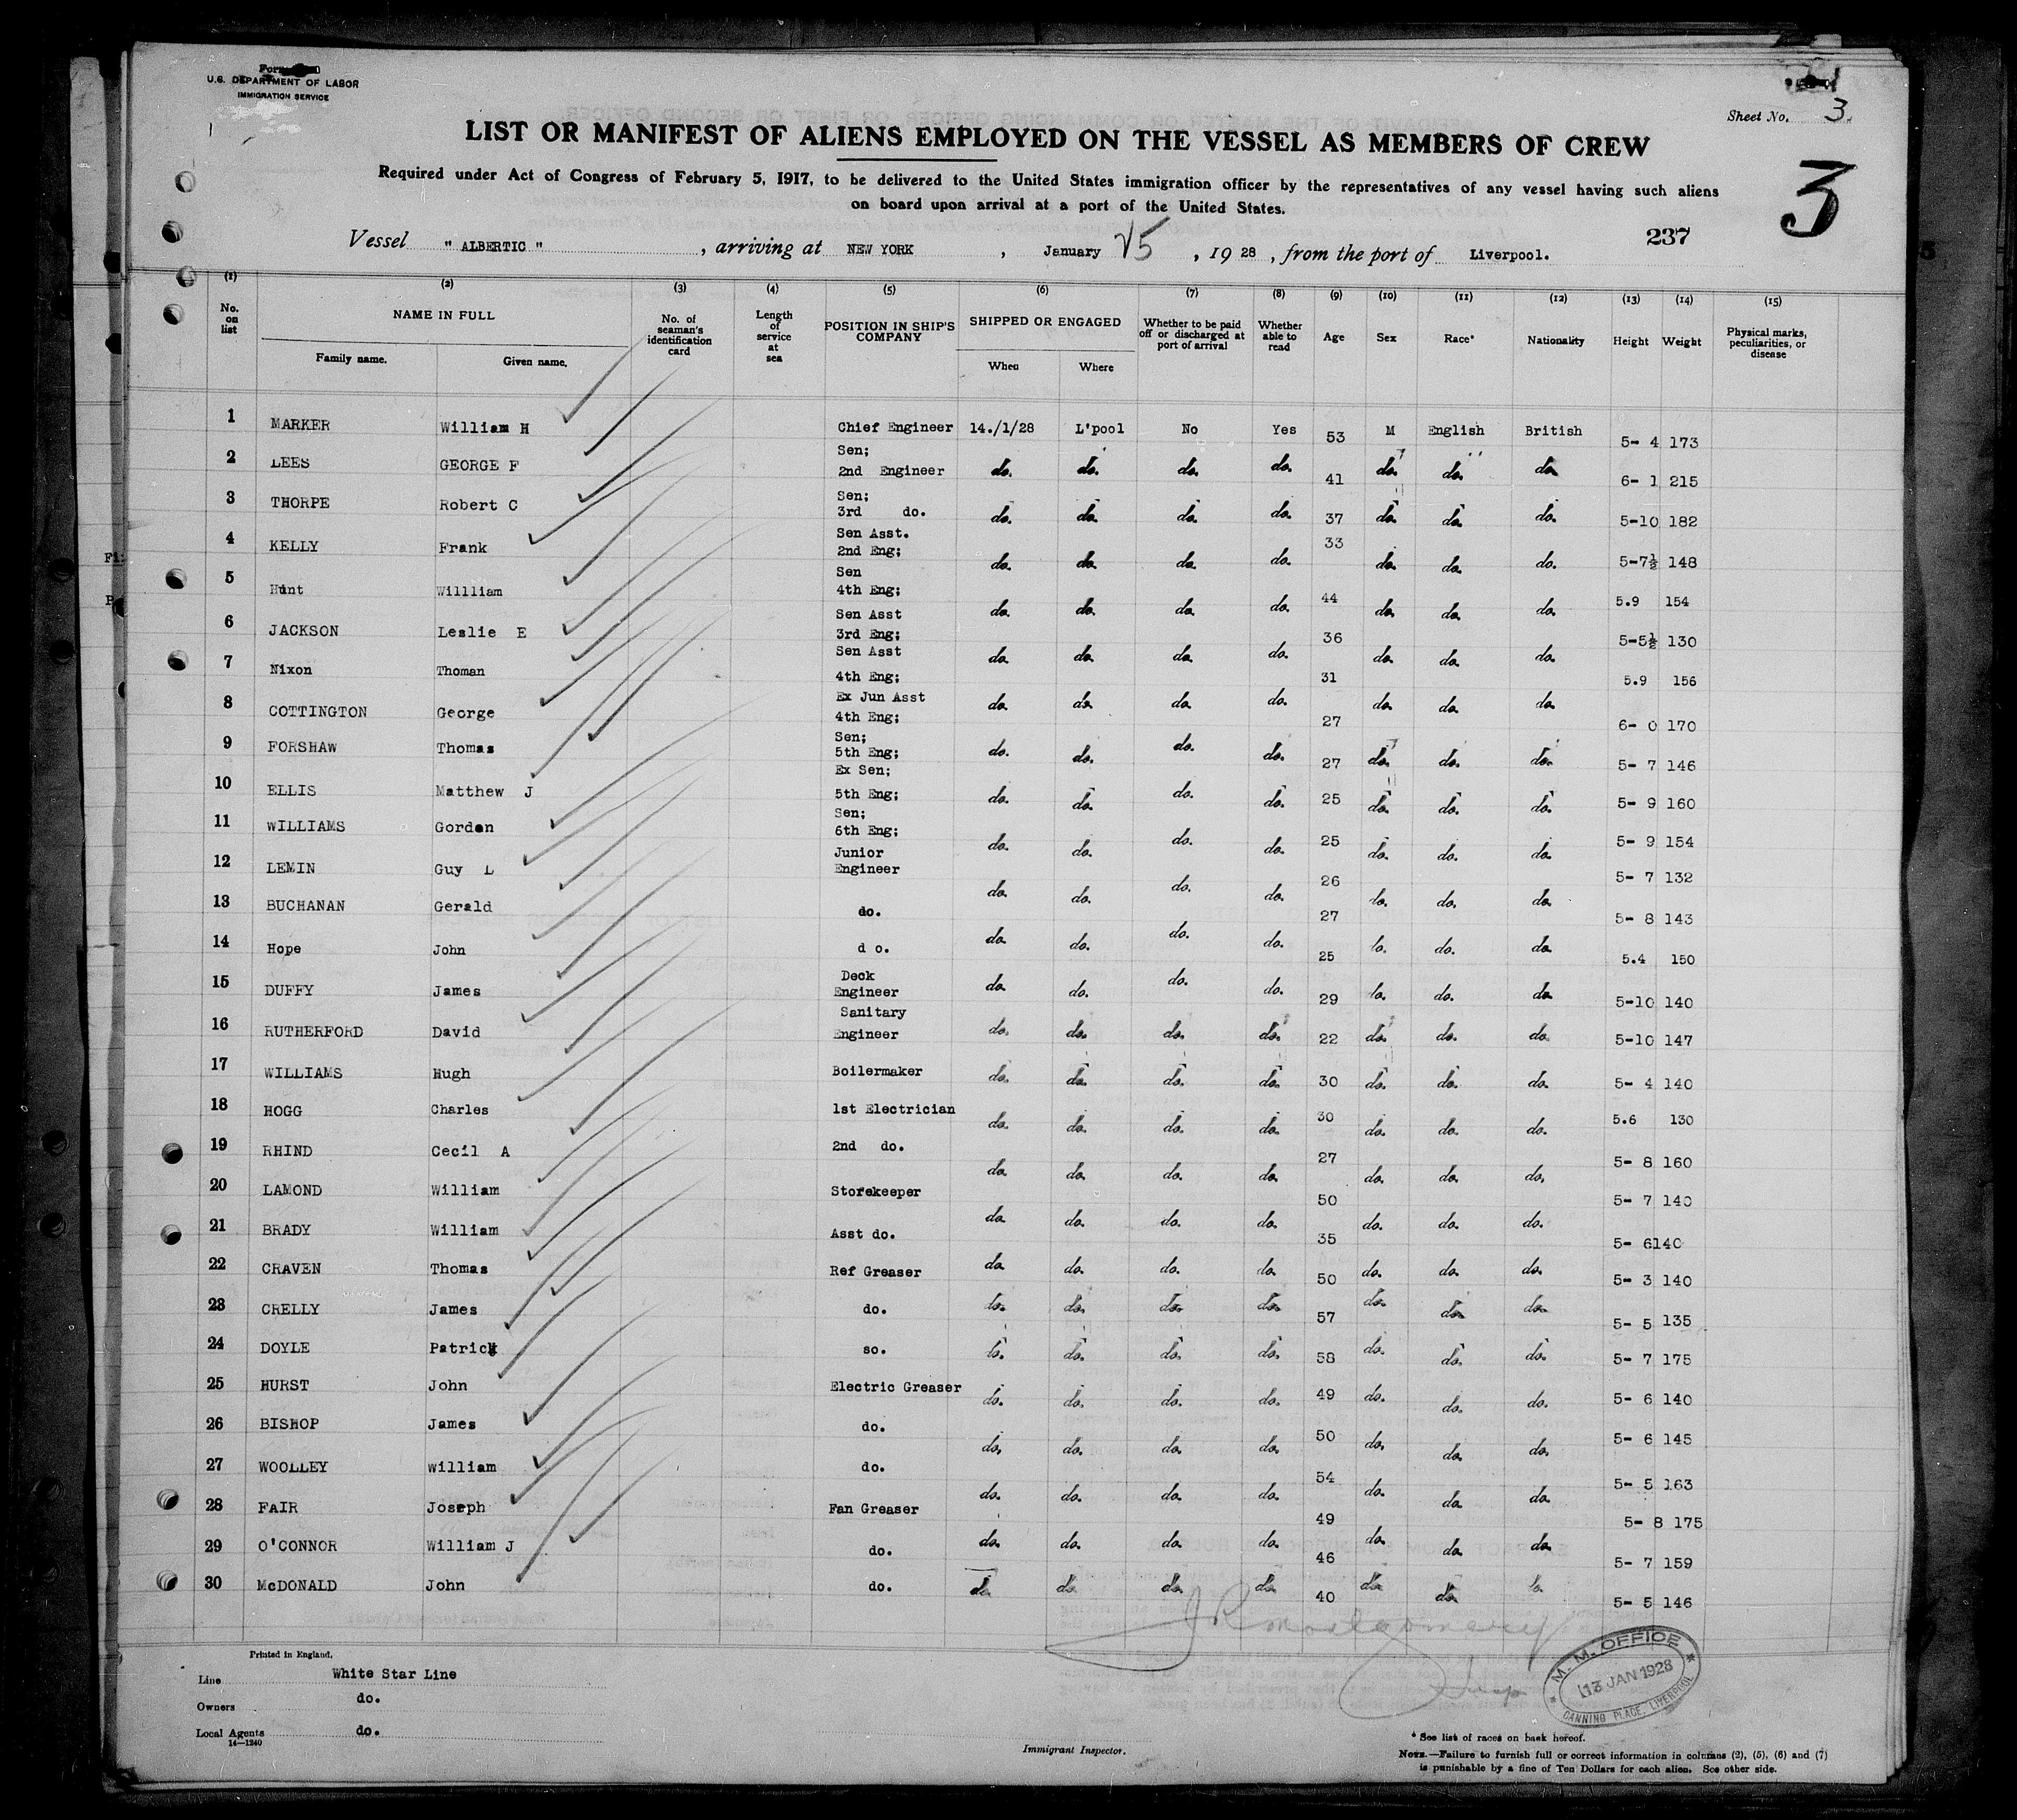 U.S. DEPARTMENT OF LABOR
IMMIGRATION SERVICE
Sheet No. 3
LIST OR MANIFEST OF ALIENS EMPLOYED ON THE VESSEL AS MEMBERS OF CREW
Required under Act of Congress of February 5, 1917, to be delivered to the United States immigration officer by the representatives of any vessel having such aliens
on board upon arrival at a port of the United States.
3
237
Vessel " ALBERTIC ", arriving at NEW YORK, January 25, 1928, from the port of Liverpool.
(1) (2) (3) (4) (5) (6) (7) (8) (9) (10) (11) (12) (13) (14) (15)
No. on list NAME IN FULL Family name. Given name. No. of seaman's identification card Length of service at sea POSITION IN SHIP'S COMPANY SHIPPED OR ENGAGED When Where Whether to be paid off or discharged at port of arrival Whether able to read Age Sex Race* Nationality Height Weight Physical marks, peculiarities, or disease
1 MARKER William H Chief Engineer 14./1/28 L'pool No Yes 53 M English British 5- 4 173
2 LEES GEORGE F Sen; 2nd Engineer do. do. do. do. 41 do. do. do. 6- 1 215
3 THORPE Robert C Sen; 3rd do. do. do. do. do. 37 do. do. do. 5-10 182
4 KELLY Frank Sen Asst. 2nd Eng; do. do. do. do. 33 do. do. do. 5-7½ 148
5 Hunt Willliam Sen 4th Eng; do. do. do. do. 44 do. do. do. 5.9 154
6 JACKSON Leslie E Sen Asst 3rd Eng; do. do. do. do. 36 do. do. do. 5-5½ 130
7 Nixon Thoman Sen Asst 4th Eng; do. do. do. do. 31 do. do. do. 5.9 156
8 COTTINGTON George Ex Jun Asst 4th Eng; do. do. do. do. 27 do. do. do. 6- 0 170
9 FORSHAW Thomas Sen; 5th Eng; do. do. do. do. 27 do. do. do. 5- 7 146
10 ELLIS Matthew J Ex Sen; 5th Eng; do. do. do. do. 25 do. do. do. 5- 9 160
11 WILLIAMS Gordon Sen; 6th Eng; do. do. do. do. 25 do. do. do. 5- 9 154
12 LEMIN Guy L Junior Engineer do. do. do. do. 26 do. do. do. 5- 7 132
13 BUCHANAN Gerald do. do. do. do. do. 27 do. do. do. 5- 8 143
14 Hope John d o. do. do. do. do. 25 do. do. do. 5.4 150
15 DUFFY James Deck Engineer do. do. do. do. 29 do. do. do. 5-10 140
16 RUTHERFORD David Sanitary Engineer do. do. do. do. 22 do. do. do. 5-10 147
17 WILLIAMS Hugh Boilermaker do. do. do. do. 30 do. do. do. 5- 4 140
18 HOGG Charles 1st Electrician do. do. do. do. 30 do. do. do. 5.6 130
19 RHIND Cecil A 2nd do. do. do. do. do. 27 do. do. do. 5- 8 160
20 LAMOND William Storekeeper do. do. do. do. 50 do. do. do. 5- 7 140
21 BRADY William Asst do. do. do. do. do. 35 do. do. do. 5- 6 140
22 CRAVEN Thomas Ref Greaser do. do. do. do. 50 do. do. do. 5- 3 140
23 CRELLY James do. do. do. do. do. 57 do. do. do. 5- 5 135
24 DOYLE Patrick so. do. do. do. do. 58 do. do. do. 5- 7 175
25 HURST John Electric Greaser do. do. do. do. 49 do. do. do. 5- 6 140
26 BISHOP James do. do. do. do. do. 50 do. do. do. 5- 6 145
27 WOOLLEY William do. do. do. do. do. 54 do. do. do. 5- 5 163
28 FAIR Joseph Fan Greaser do. do. do. do. 49 do. do. do. 5- 8 175
29 O'CONNOR William J do. do. do. do. do. 46 do. do. do. 5- 7 159
30 McDONALD John do. do. do. do. do. 40 do. do. do. 5- 5 146
J R Montgomery
Insp
Printed in England.
Line White Star Line
Owners do.
Local Agents do.
14—1240
Immigrant Inspector.
M. M. OFFICE
13 JAN 1928
CANNING PLACE, LIVERPOOL
* See list of races on back hereof.
NOTE.—Failure to furnish full or correct information in columns (2), (5), (6) and (7)
is punishable by a fine of Ten Dollars for each alien. See other side.